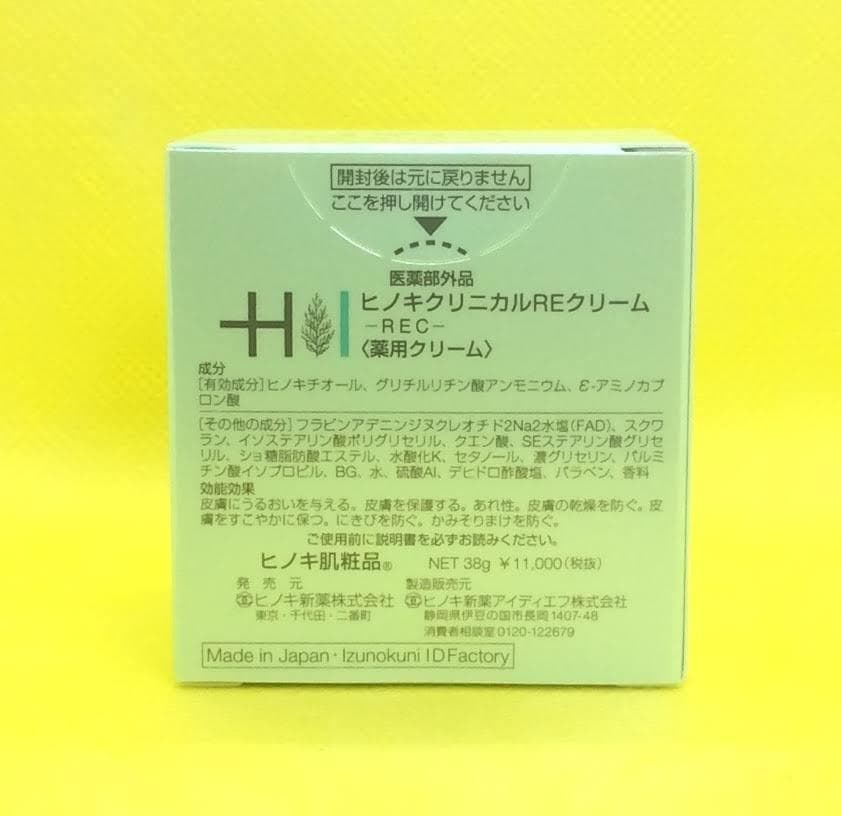 開封後は元に戻りません
ここを押し開けてください
医薬部外品
ヒノキクリニカルREクリーム
−REC−
〈薬用クリーム〉
成分
[有効成分]ヒノキチオール、グリチルリチン酸アンモニウム、ε-アミノカプ
ロン酸
[その他の成分]フラビンアデニンジヌクレオチド2Na2水塩(FAD)、スクワ
ラン、イソステアリン酸ポリグリセリル、クエン酸、SEステアリン酸グリセ
リル、ショ糖脂肪酸エステル、水酸化K、セタノール、濃グリセリン、パルミ
チン酸イソプロピル、BG、水、硫酸Al、デヒドロ酢酸塩、パラベン、香料
効能効果
皮膚にうるおいを与える。皮膚を保護する。あれ性。皮膚の乾燥を防ぐ。皮
膚をすこやかに保つ。にきびを防ぐ。かみそりまけを防ぐ。
ご使用前に説明書を必ずお読みください。
ヒノキ肌粧品® NET 38g ¥11,000(税抜)
発売元 製造販売元
ヒノキ新薬株式会社 ヒノキ新薬アイディエフ株式会社
東京・千代田・二番町 静岡県伊豆の国市長岡1407-48
消費者相談室0120-122679
Made in Japan・Izunokuni ID Factory